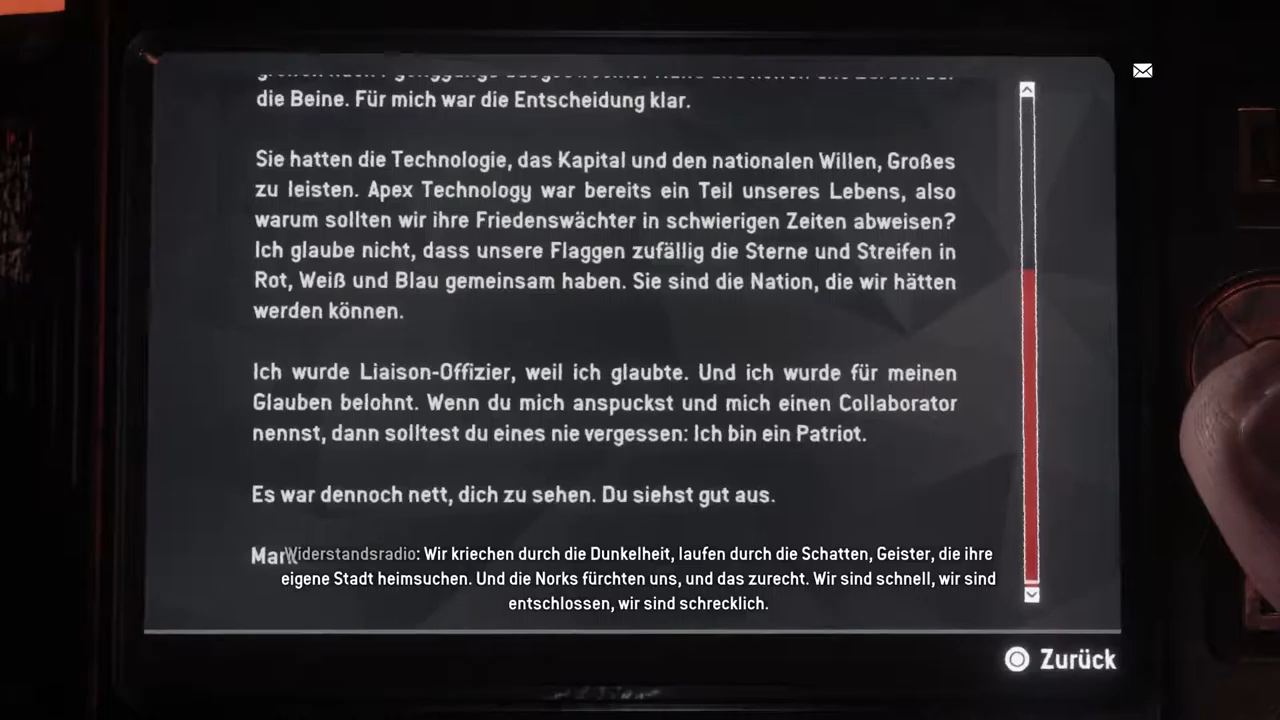 die Beine. Für mich war die Entscheidung klar.
Sie hatten die Technologie, das Kapital und den nationalen Willen, Großes
zu leisten. Apex Technology war bereits ein Teil unseres Lebens, also
warum sollten wir ihre Friedenswächter in schwierigen Zeiten abweisen?
Ich glaube nicht, dass unsere Flaggen zufällig die Sterne und Streifen in
Rot, Weiß und Blau gemeinsam haben. Sie sind die Nation, die wir hätten
werden können.
Ich wurde Liaison-Offizier, weil ich glaubte. Und ich wurde für meinen
Glauben belohnt. Wenn du mich anspuckst und mich einen Collaborator
nennst, dann solltest du eines nie vergessen: Ich bin ein Patriot.
Es war dennoch nett, dich zu sehen. Du siehst gut aus.
Widerstandsradio: Wir kriechen durch die Dunkelheit, laufen durch die Schatten, Geister, die ihre
eigene Stadt heimsuchen. Und die Norks fürchten uns, und das zurecht. Wir sind schnell, wir sind
entschlossen, wir sind schrecklich.
Zurück